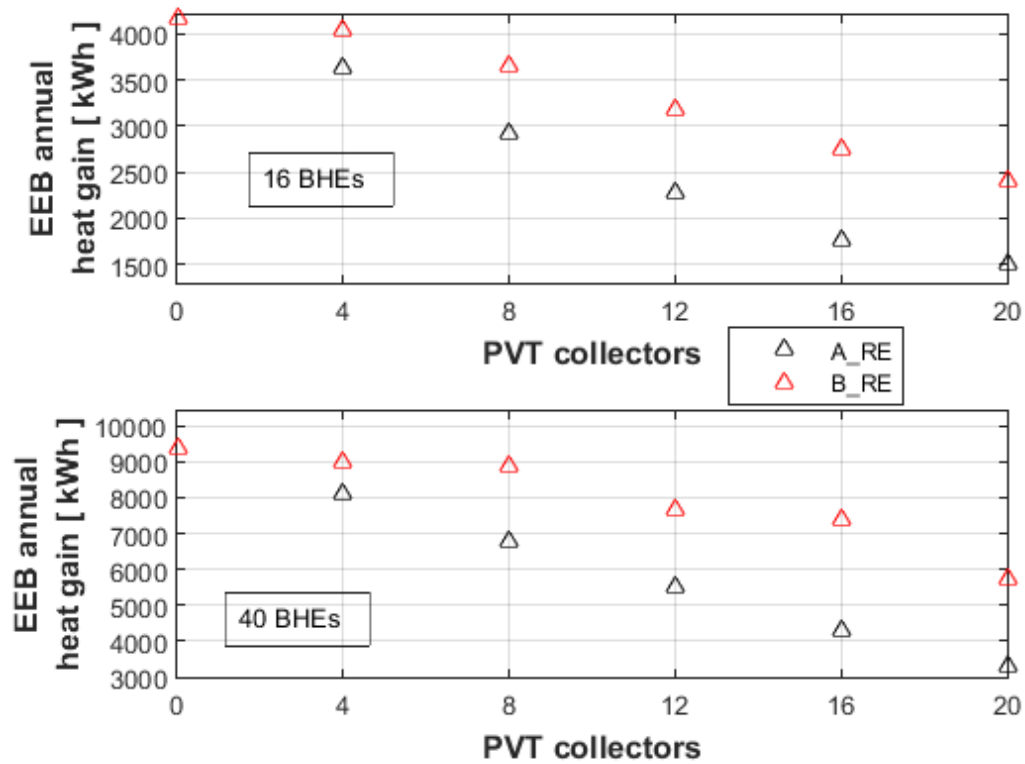 EEB annual
heat gain [ kWh ]
4000
3500
3000
2500
2000
1500
16 BHEs
0 4 8 12 16 20
PVT collectors
A_RE
B_RE
EEB annual
heat gain [ kWh ]
10000
9000
8000
7000
6000
5000
4000
3000
40 BHEs
0 4 8 12 16 20
PVT collectors